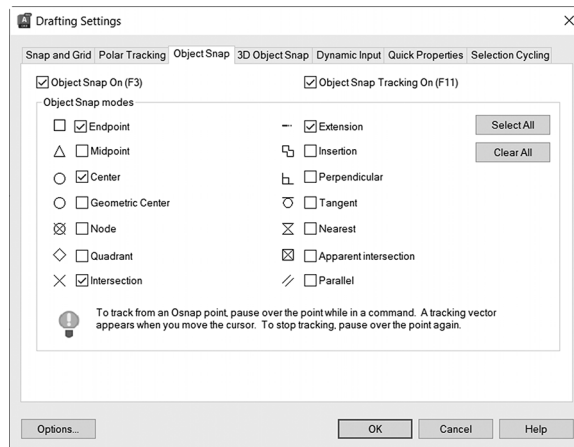 Drafting Settings
Snap and Grid Polar Tracking Object Snap 3D Object Snap Dynamic Input Quick Properties Selection Cycling
Object Snap On (F3) Object Snap Tracking On (F11)
Object Snap modes
Endpoint Extension Select All
Midpoint Insertion Clear All
Center Perpendicular
Geometric Center Tangent
Node Nearest
Quadrant Apparent intersection
Intersection Parallel
To track from an Osnap point, pause over the point while in a command. A tracking vector
appears when you move the cursor. To stop tracking, pause over the point again.
Options... OK Cancel Help